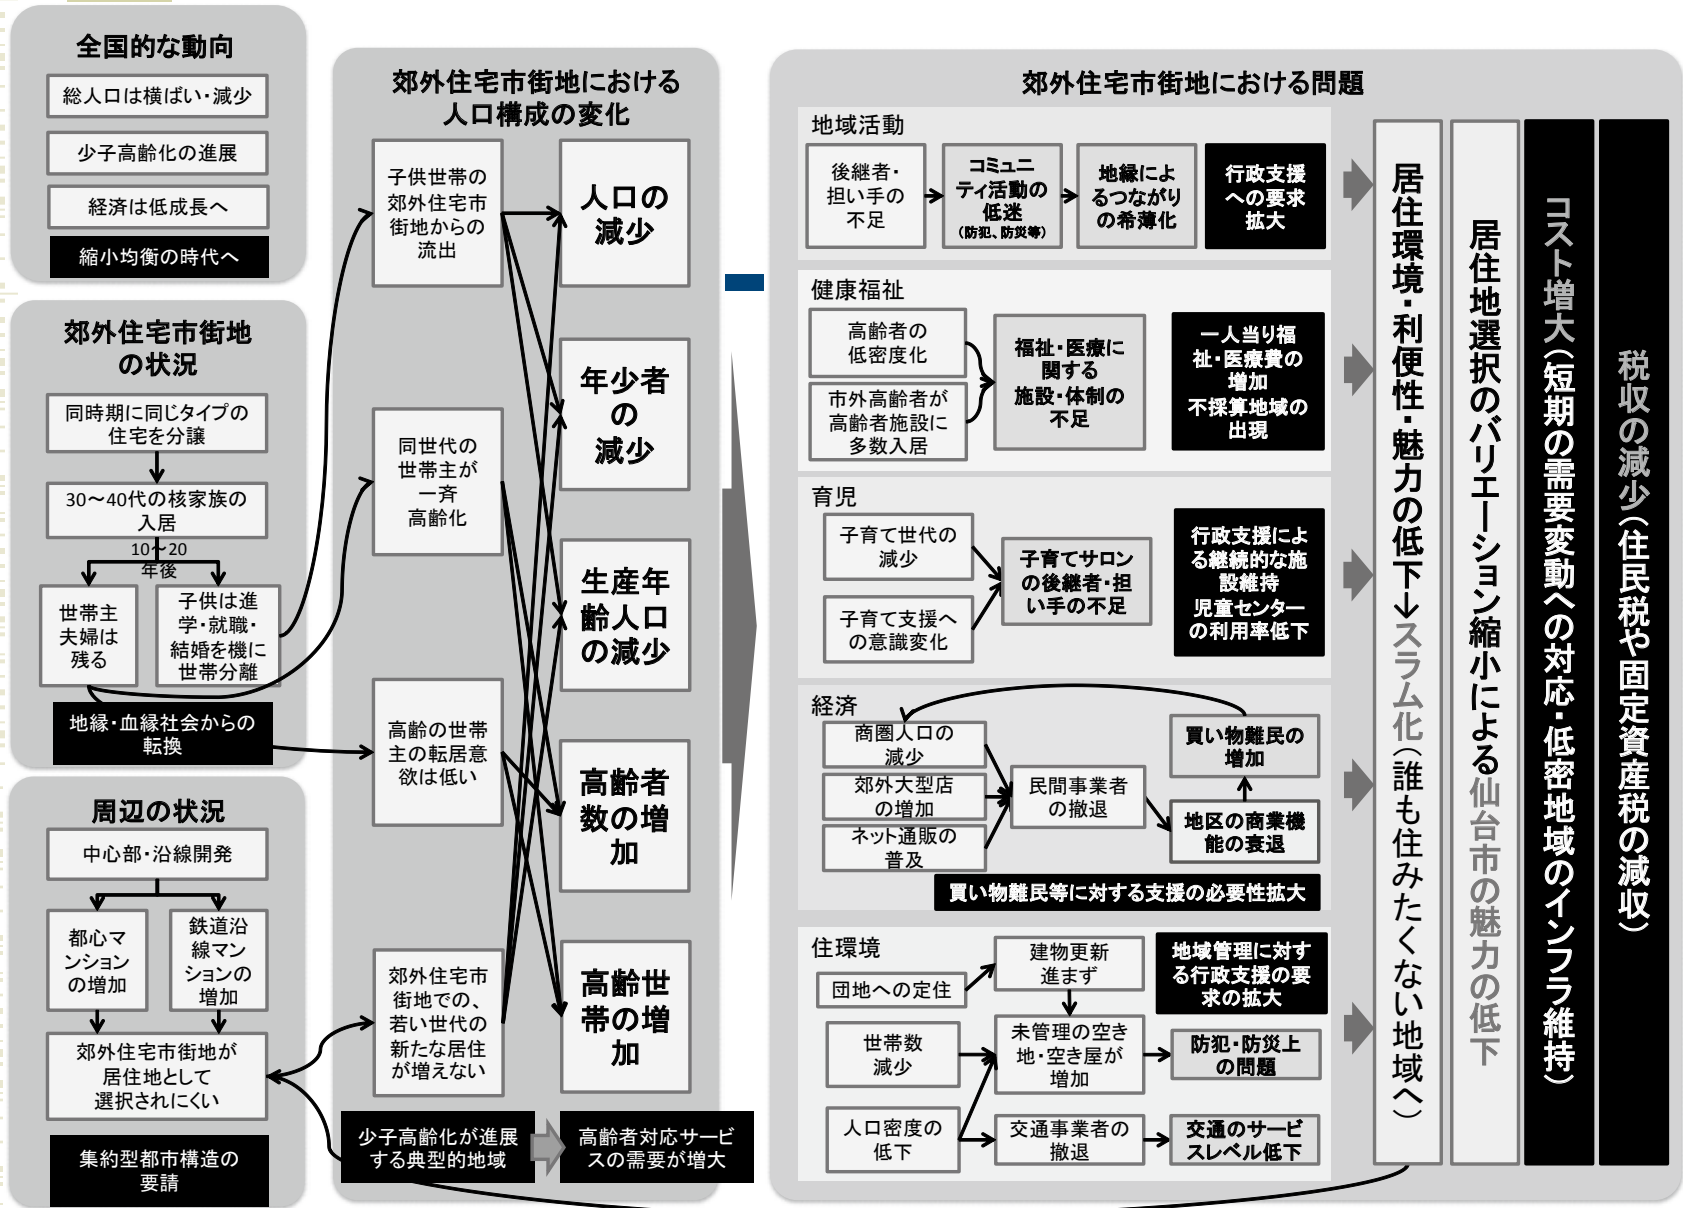 全国的な動向
総人口は横ばい・減少
少子高齢化の進展
経済は低成長へ
縮小均衡の時代へ
郊外住宅市街地
の状況
同時期に同じタイプの
住宅を分譲
30～40代の核家族の
入居
10～20
年後
世帯主
夫婦は
残る
子供は進
学・就職・
結婚を機に
世帯分離
地縁・血縁社会からの
転換
周辺の状況
中心部・沿線開発
都心マ
ンション
の増加
鉄道沿
線マン
ションの
増加
郊外住宅市街地が
居住地として
選択されにくい
集約型都市構造の
要請
郊外住宅市街地における
人口構成の変化
子供世帯の
郊外住宅市
街地からの
流出
同世代の
世帯主が
一斉
高齢化
高齢の世帯
主の転居意
欲は低い
郊外住宅市
街地での、
若い世代の
新たな居住
が増えない
人口の
減少
年少者
の
減少
生産年
齢人口
の減少
高齢者
数の増
加
高齢世
帯の増
加
少子高齢化が進展
する典型的地域
高齢者対応サービ
スの需要が増大
郊外住宅市街地における問題
地域活動
後継者・
担い手の
不足
コミュニ
ティ活動の
低迷
（防犯、防災等）
地縁によ
るつながり
の希薄化
行政支援
への要求
拡大
健康福祉
高齢者の
低密度化
市外高齢者が
高齢者施設に
多数入居
福祉・医療に
関する
施設・体制の
不足
一人当り福
祉・医療費の
増加
不採算地域の
出現
育児
子育て世代の
減少
子育て支援へ
の意識変化
子育てサロン
の後継者・担
い手の不足
行政支援によ
る継続的な施
設維持
児童センター
の利用率低下
経済
商圏人口の
減少
郊外大型店
の増加
ネット通販の
普及
民間事業者
の撤退
買い物難民の
増加
地区の商業機
能の衰退
買い物難民等に対する支援の必要性拡大
住環境
団地への定住
建物更新
進まず
地域管理に対す
る行政支援の要
求の拡大
世帯数
減少
未管理の空き
地・空き屋が
増加
防犯・防災上
の問題
人口密度の
低下
交通事業者の
撤退
交通のサービ
スレベル低下
居住環境・利便性・魅力の低下→スラム化（誰も住みたくない地域へ）
居住地選択のバリエーション縮小による仙台市の魅力の低下
コスト増大（短期の需要変動への対応・低密地域のインフラ維持）
税収の減少（住民税や固定資産税の減収）